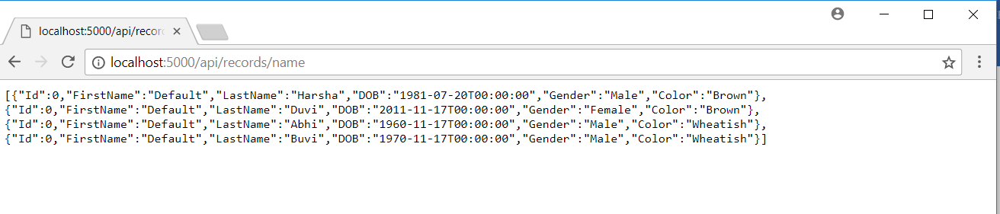 localhost:5000/api/recor
localhost:5000/api/records/name
[{"Id":0,"FirstName":"Default","LastName":"Harsha","DOB":"1981-07-20T00:00:00","Gender":"Male","Color":"Brown"},
{"Id":0,"FirstName":"Default","LastName":"Duvi","DOB":"2011-11-17T00:00:00","Gender":"Female","Color":"Brown"},
{"Id":0,"FirstName":"Default","LastName":"Abhi","DOB":"1960-11-17T00:00:00","Gender":"Male","Color":"Wheatish"},
{"Id":0,"FirstName":"Default","LastName":"Buvi","DOB":"1970-11-17T00:00:00","Gender":"Male","Color":"Wheatish"}]